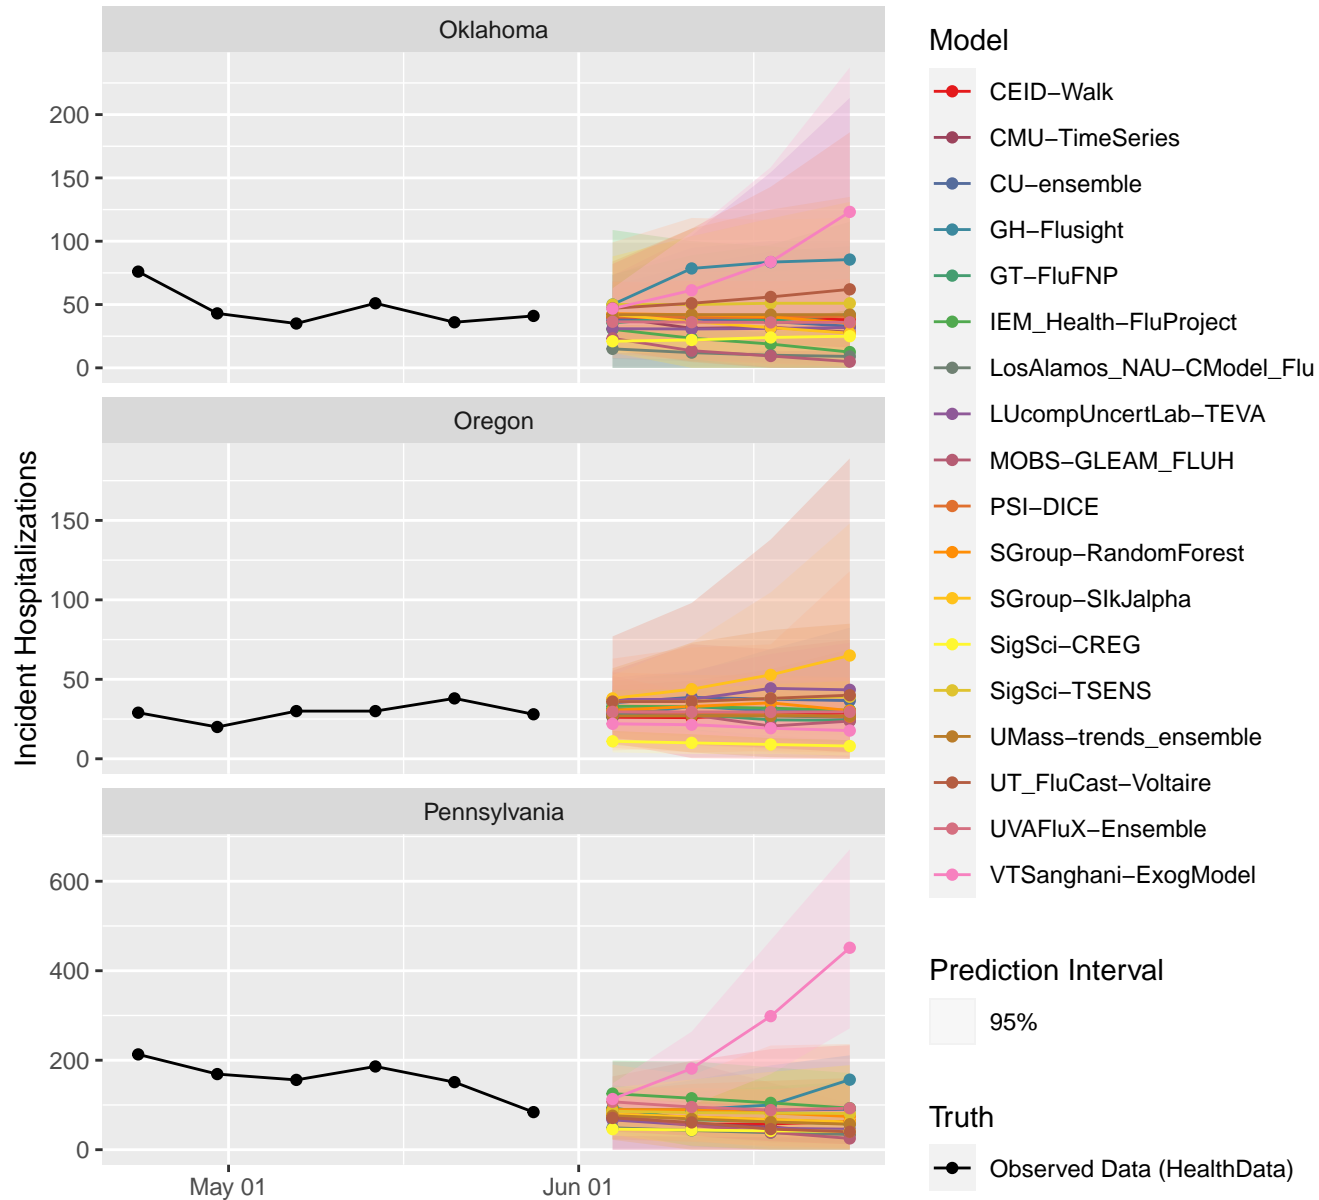 Oklahoma
200
150
100
50
0
Oregon
150
100
50
0
Pennsylvania
600
400
200
0
May 01
Jun 01
Incident Hospitalizations
Model
CEID−Walk
CMU−TimeSeries
CU−ensemble
GH−Flusight
GT−FluFNP
IEM_Health−FluProject
LosAlamos_NAU−CModel_Flu
LUcompUncertLab−TEVA
MOBS−GLEAM_FLUH
PSI−DICE
SGroup−RandomForest
SGroup−SIkJalpha
SigSci−CREG
SigSci−TSENS
UMass−trends_ensemble
UT_FluCast−Voltaire
UVAFluX−Ensemble
VTSanghani−ExogModel
Prediction Interval
95%
Truth
Observed Data (HealthData)